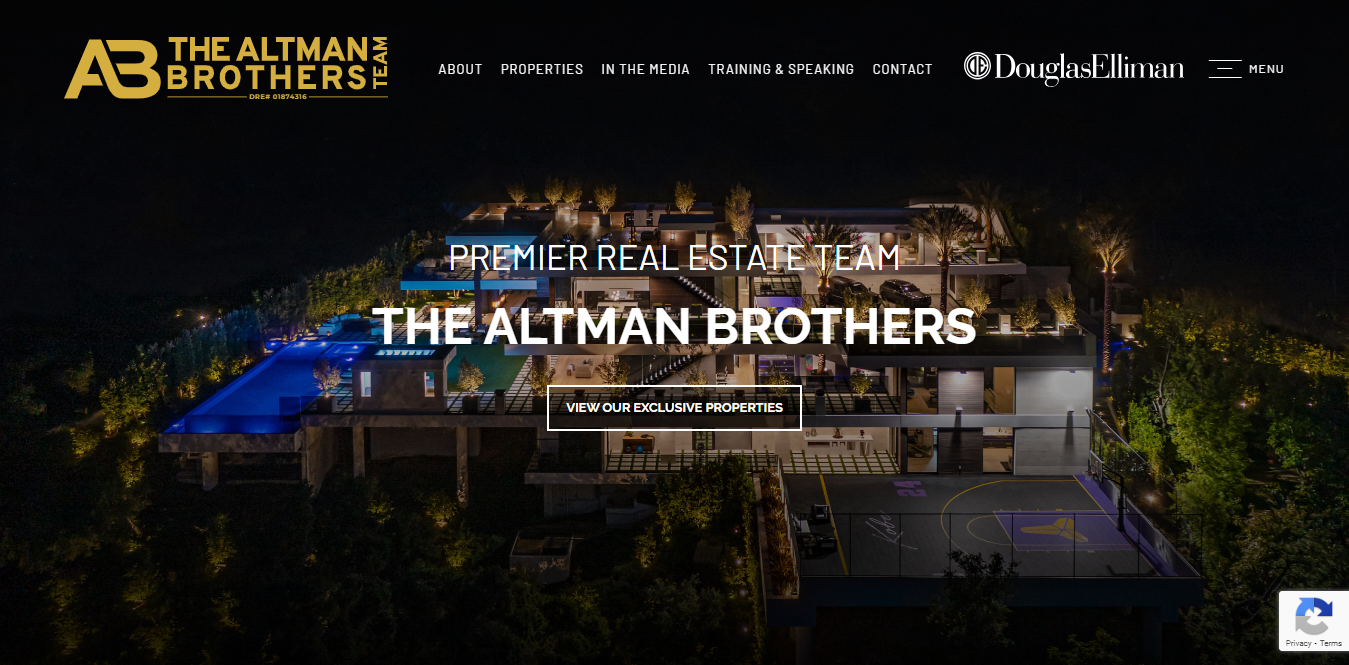 AB THE ALTMAN
BROTHERS TEAM
DRE# 01874316
ABOUT PROPERTIES IN THE MEDIA TRAINING & SPEAKING CONTACT
DE DouglasElliman
MENU
PREMIER REAL ESTATE TEAM
THE ALTMAN BROTHERS
VIEW OUR EXCLUSIVE PROPERTIES
24
Kobe
Privacy - Terms